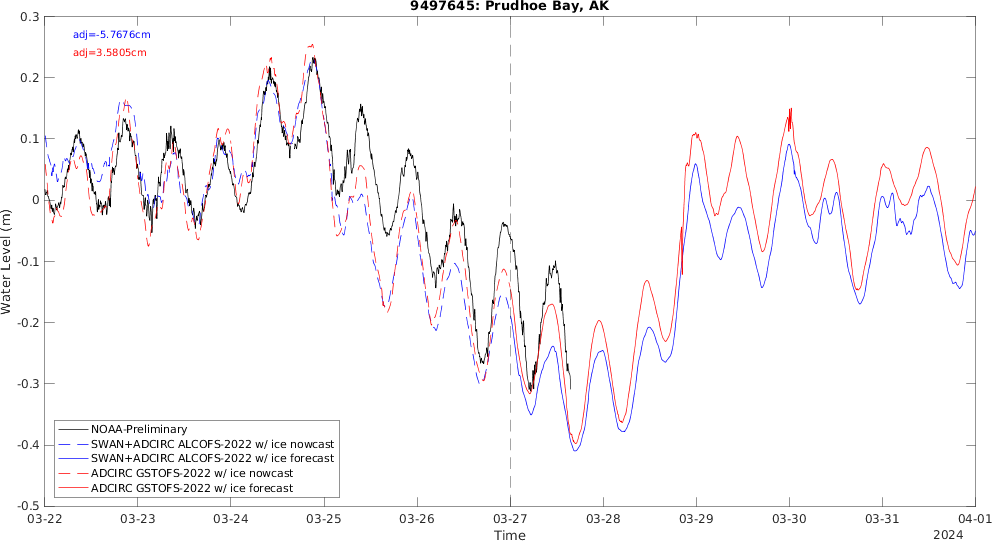 9497645: Prudhoe Bay, AK
adj=-5.7676cm
adj=3.5805cm
0.3
0.2
0.1
0
-0.1
-0.2
-0.3
-0.4
-0.5
Water Level (m)
NOAA-Preliminary
SWAN+ADCIRC ALCOFS-2022 w/ ice nowcast
SWAN+ADCIRC ALCOFS-2022 w/ ice forecast
ADCIRC GSTOFS-2022 w/ ice nowcast
ADCIRC GSTOFS-2022 w/ ice forecast
03-22 03-23 03-24 03-25 03-26 03-27 03-28 03-29 03-30 03-31 04-01
Time
2024